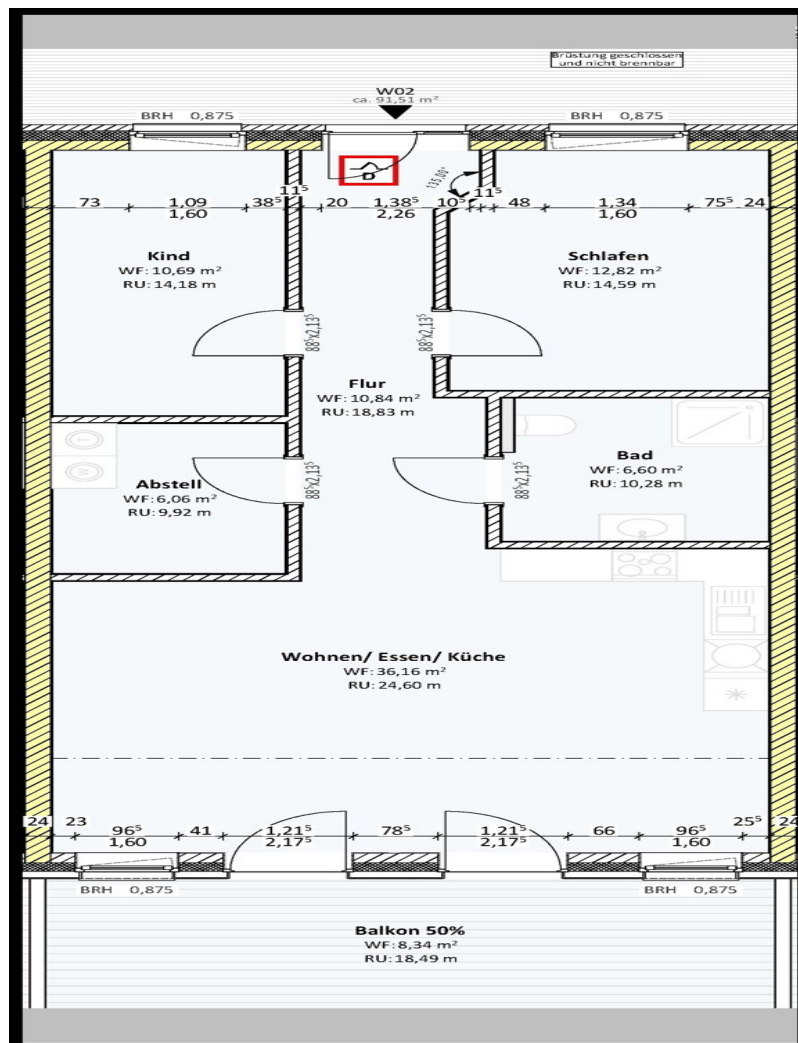 Brüstung geschlossen
und nicht brennbar
W02
ca. 91,51 m²
BRH 0,875
BRH 0,875
D
135,00°
11⁵
11⁵
73 1,09 38⁵ 20 1,38⁵ 10⁵ 48 1,34 75⁵ 24
1,60 2,26 1,60
Kind
WF: 10,69 m²
RU: 14,18 m
Schlafen
WF: 12,82 m²
RU: 14,59 m
88⁵x2,13⁵
88⁵x2,13⁵
Flur
WF: 10,84 m²
RU: 18,83 m
Bad
WF: 6,60 m²
RU: 10,28 m
Abstell
WF: 6,06 m²
RU: 9,92 m
88⁵x2,13⁵
88⁵x2,13⁵
Wohnen/ Essen/ Küche
WF: 36,16 m²
RU: 24,60 m
24 23 96⁵ 41 1,21⁵ 78⁵ 1,21⁵ 66 96⁵ 25⁵ 24
1,60 2,17⁵ 2,17⁵ 1,60
BRH 0,875
BRH 0,875
Balkon 50%
WF: 8,34 m²
RU: 18,49 m